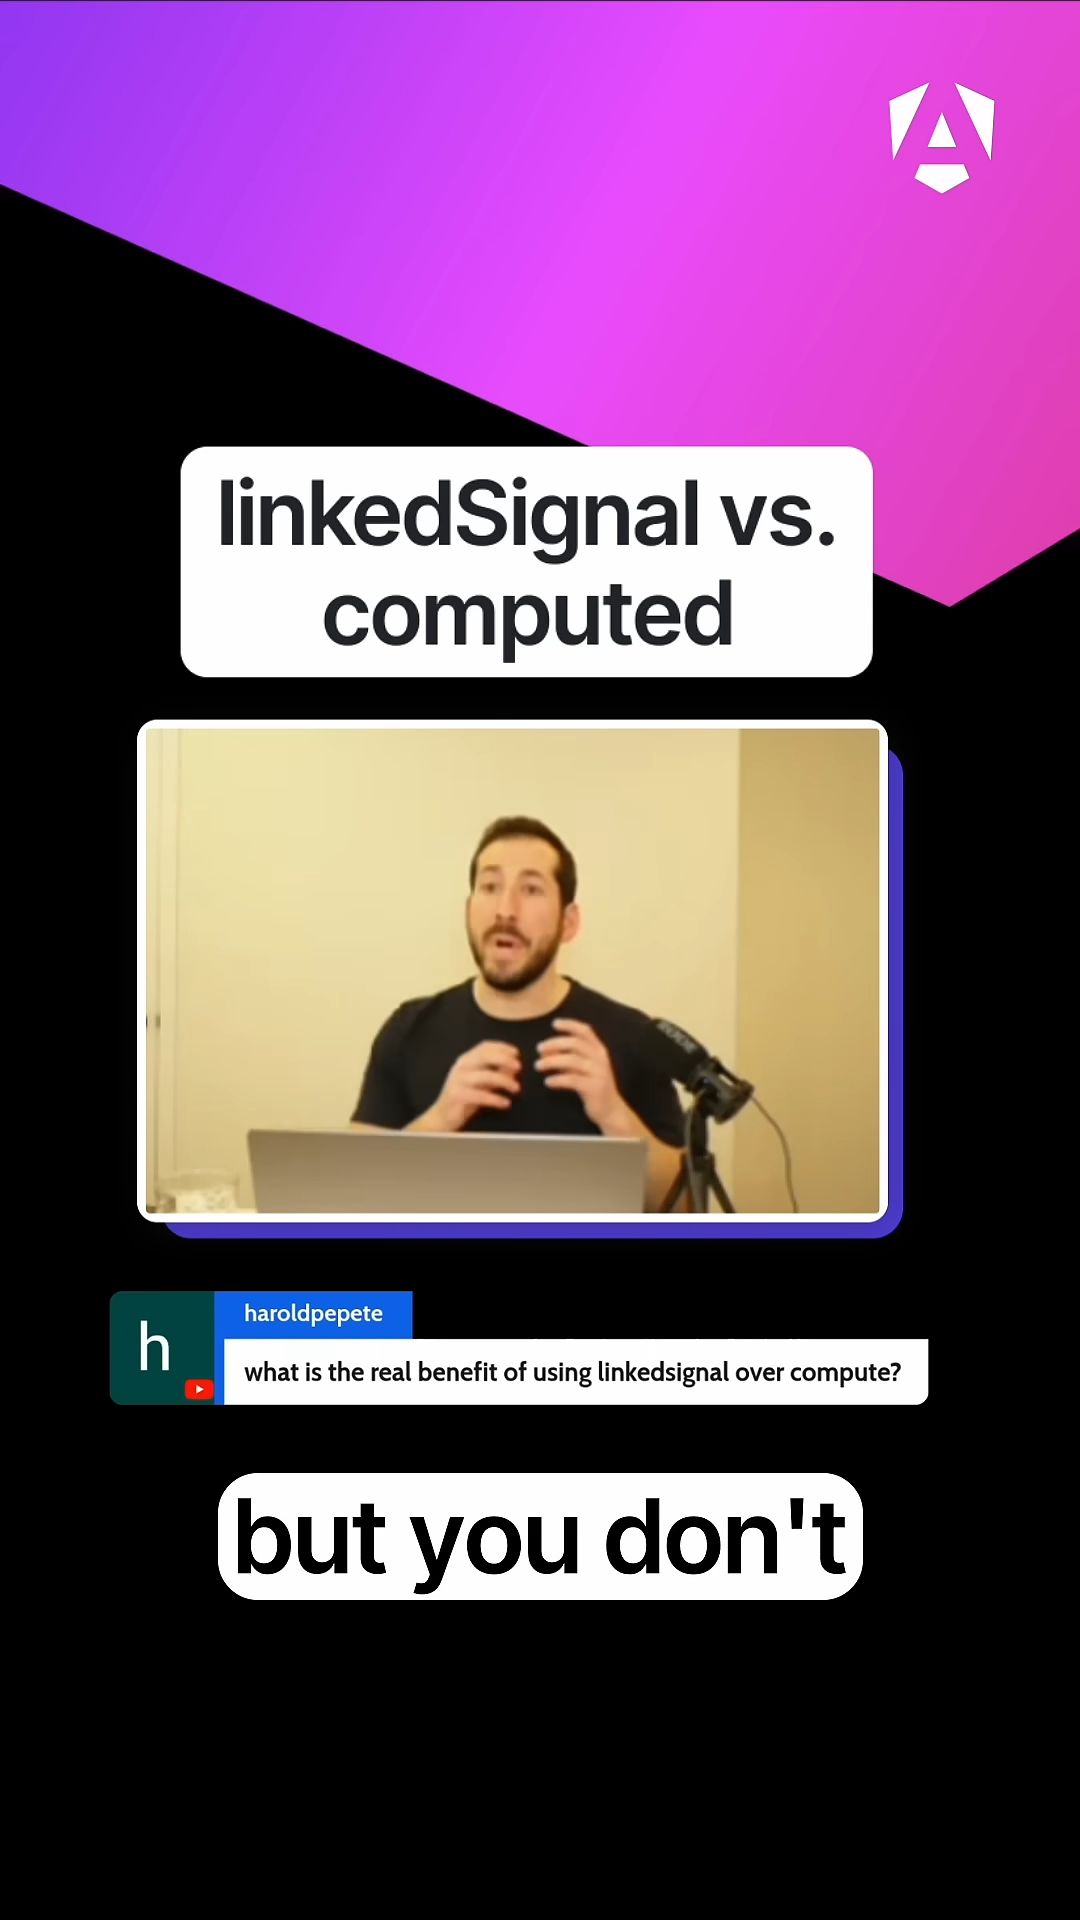 linkedSignal vs.
computed
haroldpepete
h
what is the real benefit of using linkedsignal over compute?
but you don't